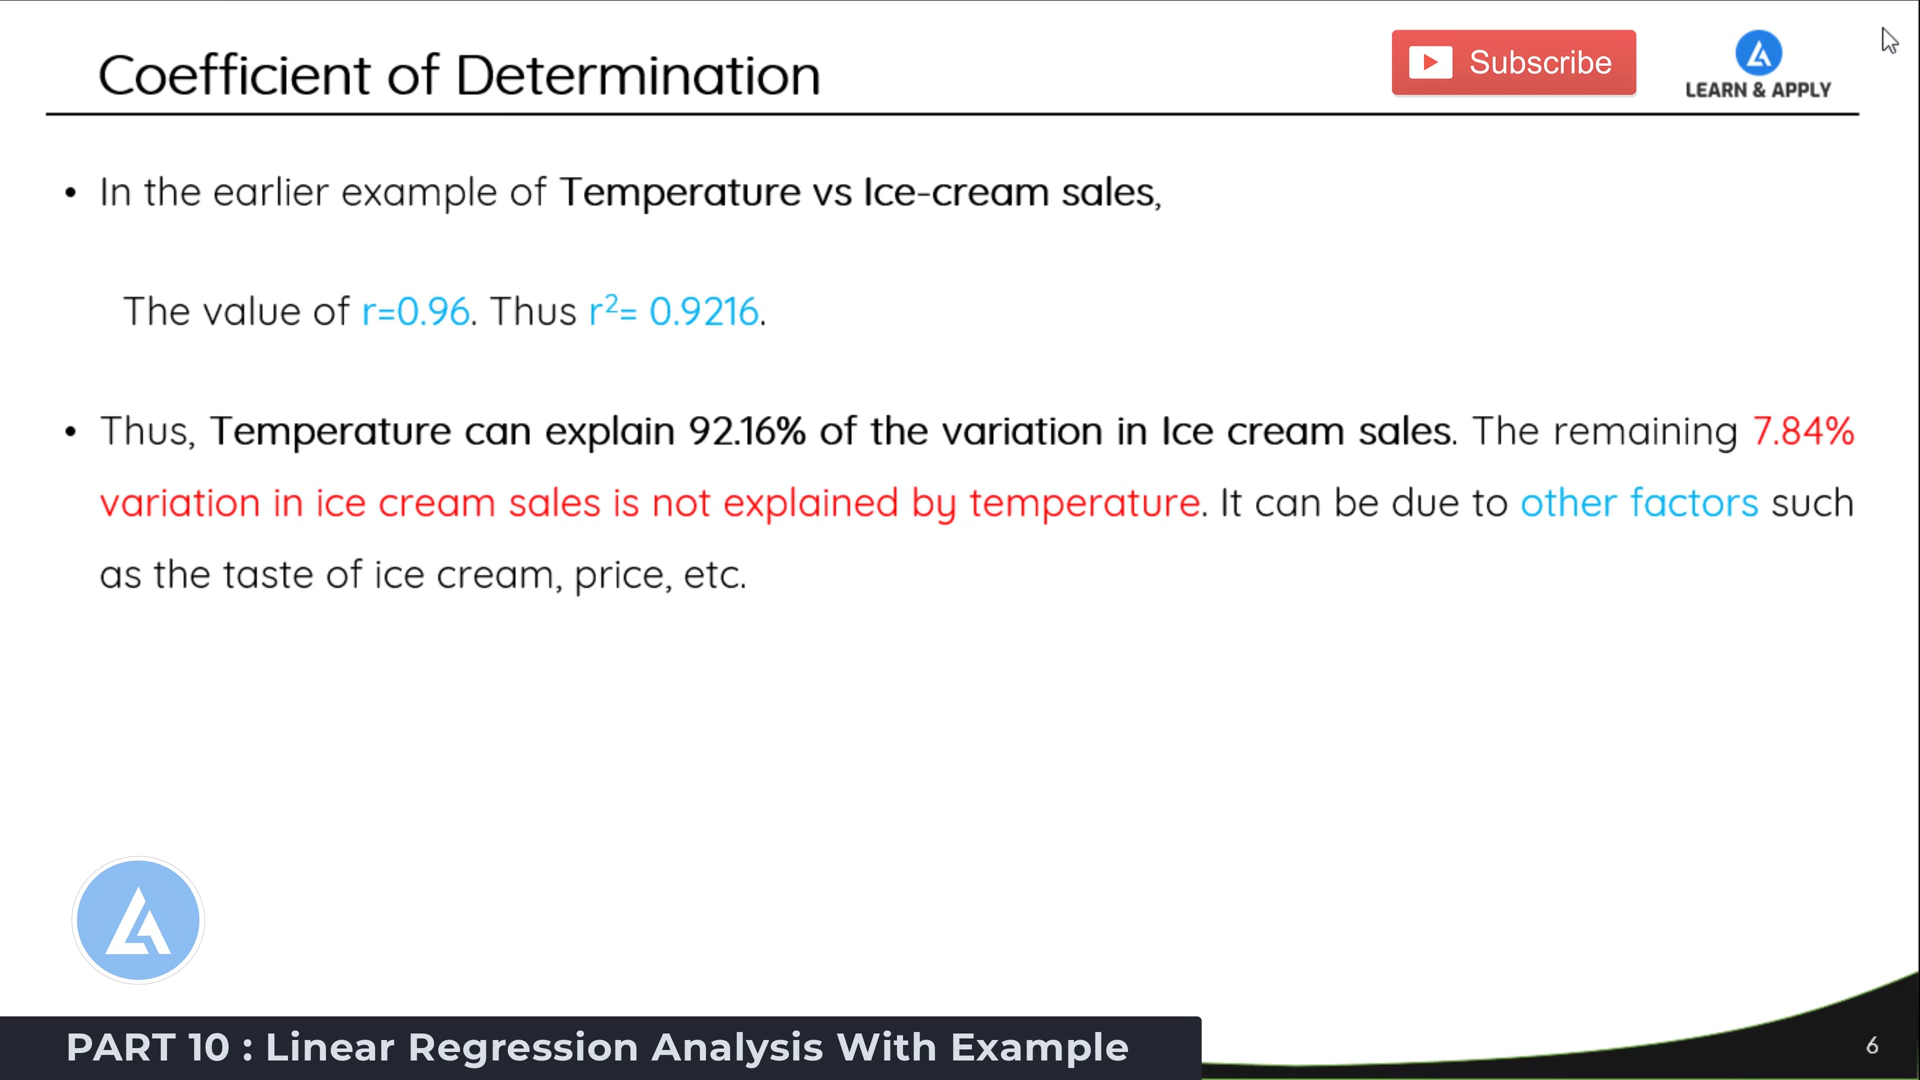 Coefficient of Determination
Subscribe
LEARN & APPLY
• In the earlier example of Temperature vs Ice-cream sales,
The value of r=0.96. Thus r²= 0.9216.
• Thus, Temperature can explain 92.16% of the variation in Ice cream sales. The remaining 7.84%
variation in ice cream sales is not explained by temperature. It can be due to other factors such
as the taste of ice cream, price, etc.
PART 10 : Linear Regression Analysis With Example
6